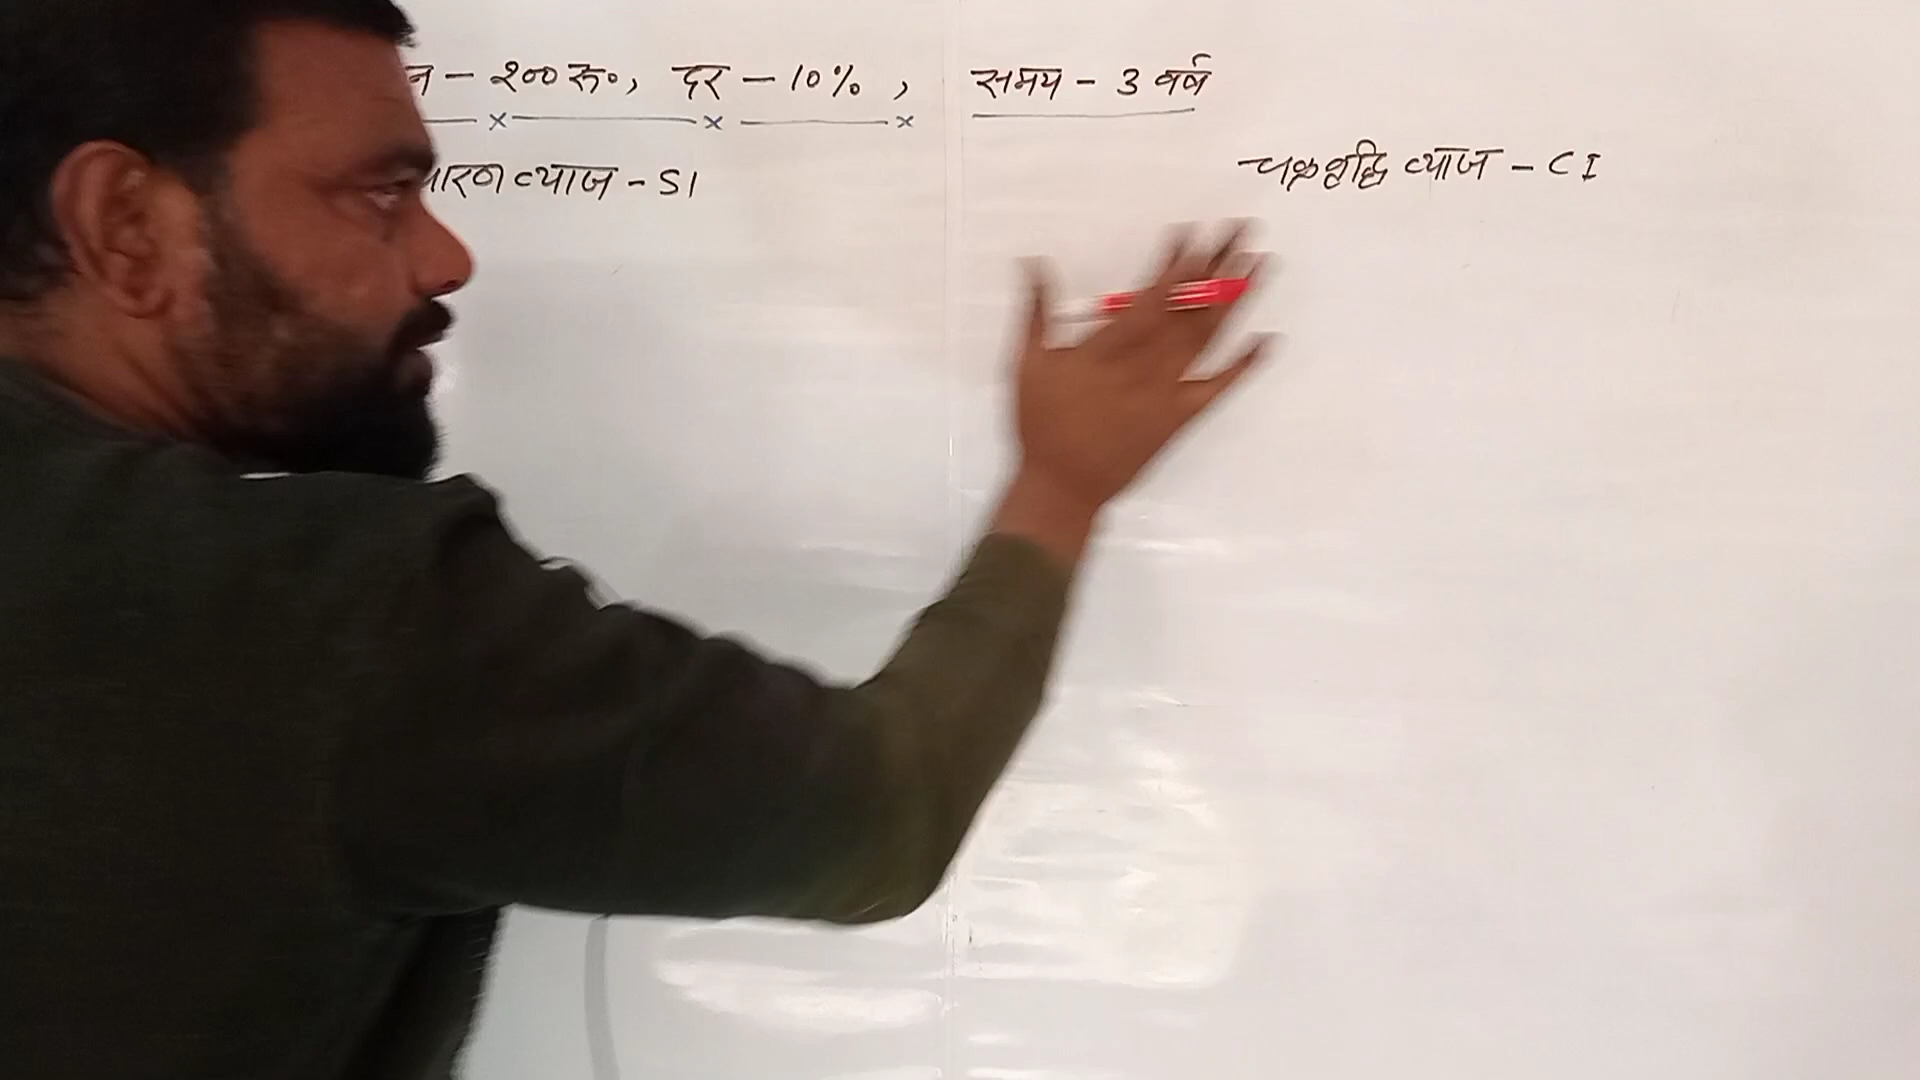 न - २०० रू०, दर - 10%, समय - 3 वर्ष
धारण व्याज - SI
चक्रवृद्धि व्याज - CI